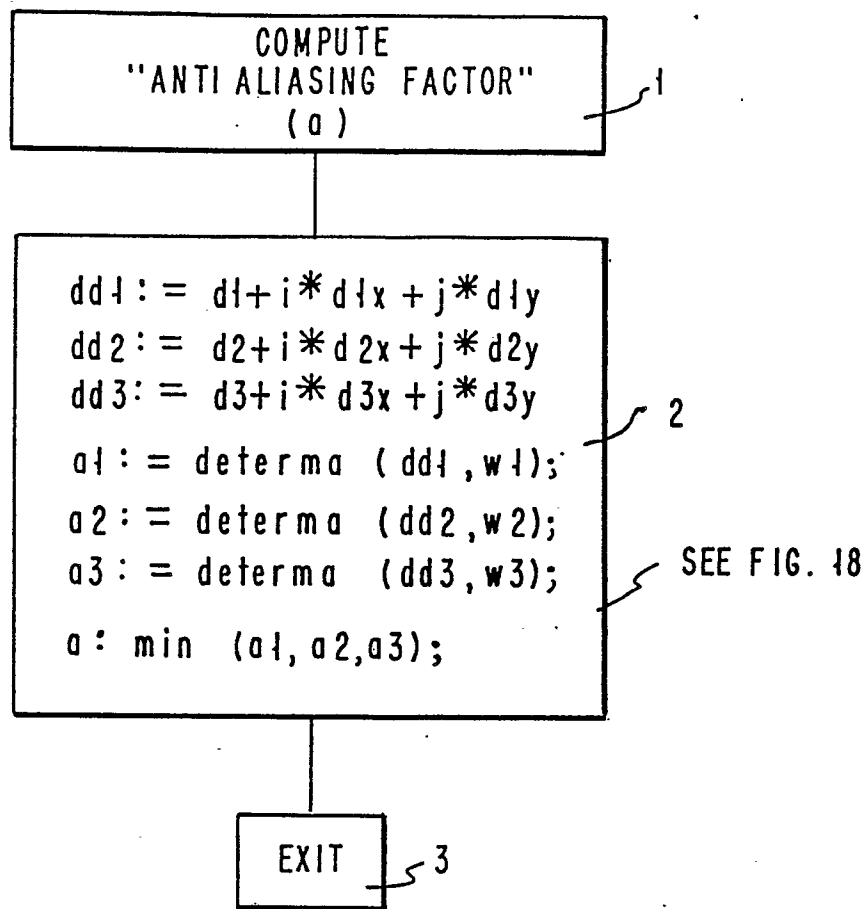 COMPUTE
"ANTI ALIASING FACTOR"
(a)
1
dd1:= d1+i*d1x + j*d1y
dd2:= d2+i*d2x + j*d2y
dd3:= d3+i*d3x + j*d3y
2
a1:= determa (dd1,w1);
a2:= determa (dd2,w2);
a3:= determa (dd3,w3);
SEE FIG. 18
a: min (a1,a2,a3);
EXIT
3